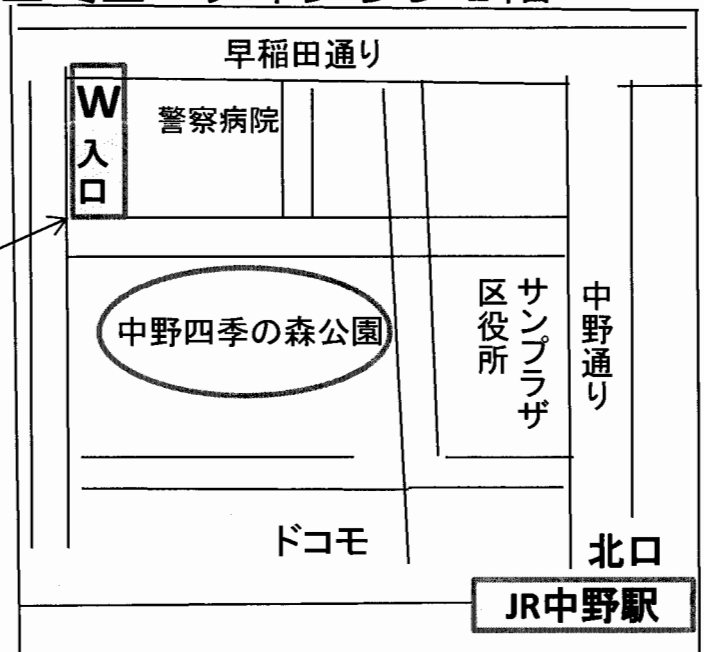 早稲田通り
W
入口
警察病院
中野四季の森公園
サンプラザ
区役所
中野通り
ドコモ
北口
JR中野駅